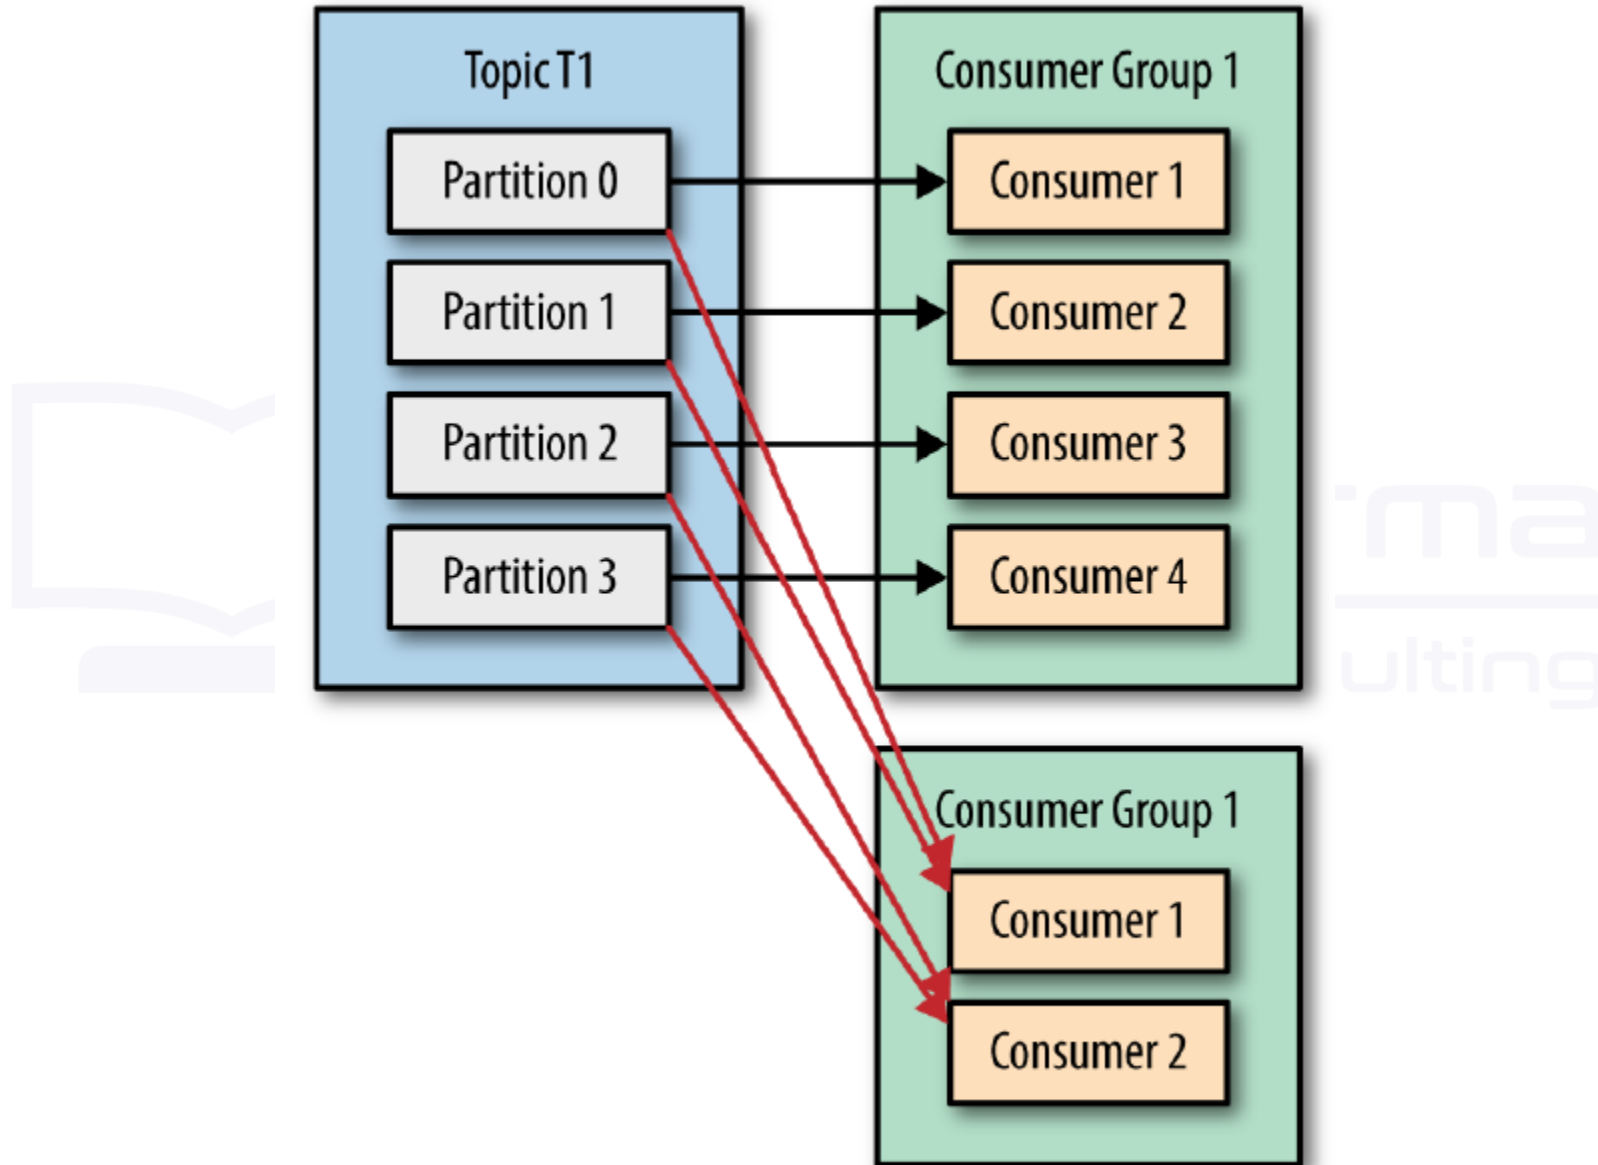 Topic T1
Partition 0
Partition 1
Partition 2
Partition 3
Consumer Group 1
Consumer 1
Consumer 2
Consumer 3
Consumer 4
Consumer Group 1
Consumer 1
Consumer 2